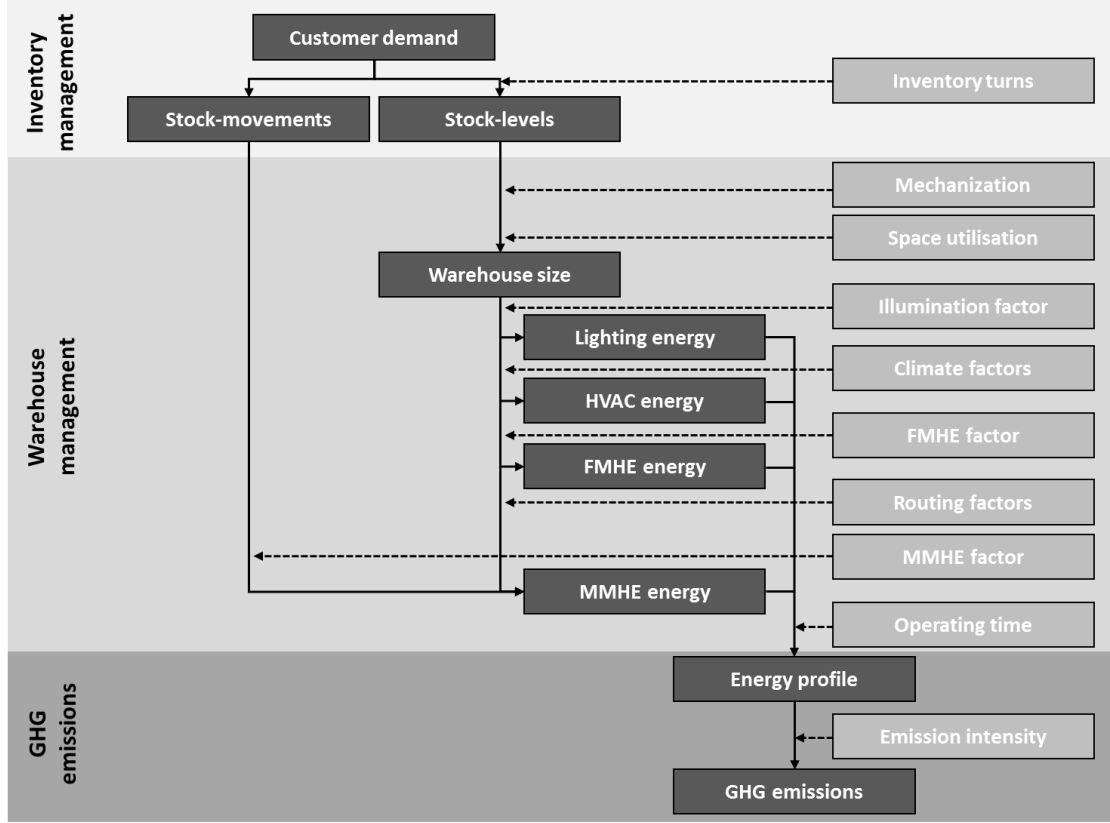 Inventory
management
Customer demand
Inventory turns
Stock-movements
Stock-levels
Warehouse
management
Mechanization
Space utilisation
Warehouse size
Illumination factor
Lighting energy
Climate factors
HVAC energy
FMHE factor
FMHE energy
Routing factors
MMHE factor
MMHE energy
Operating time
GHG
emissions
Energy profile
Emission intensity
GHG emissions